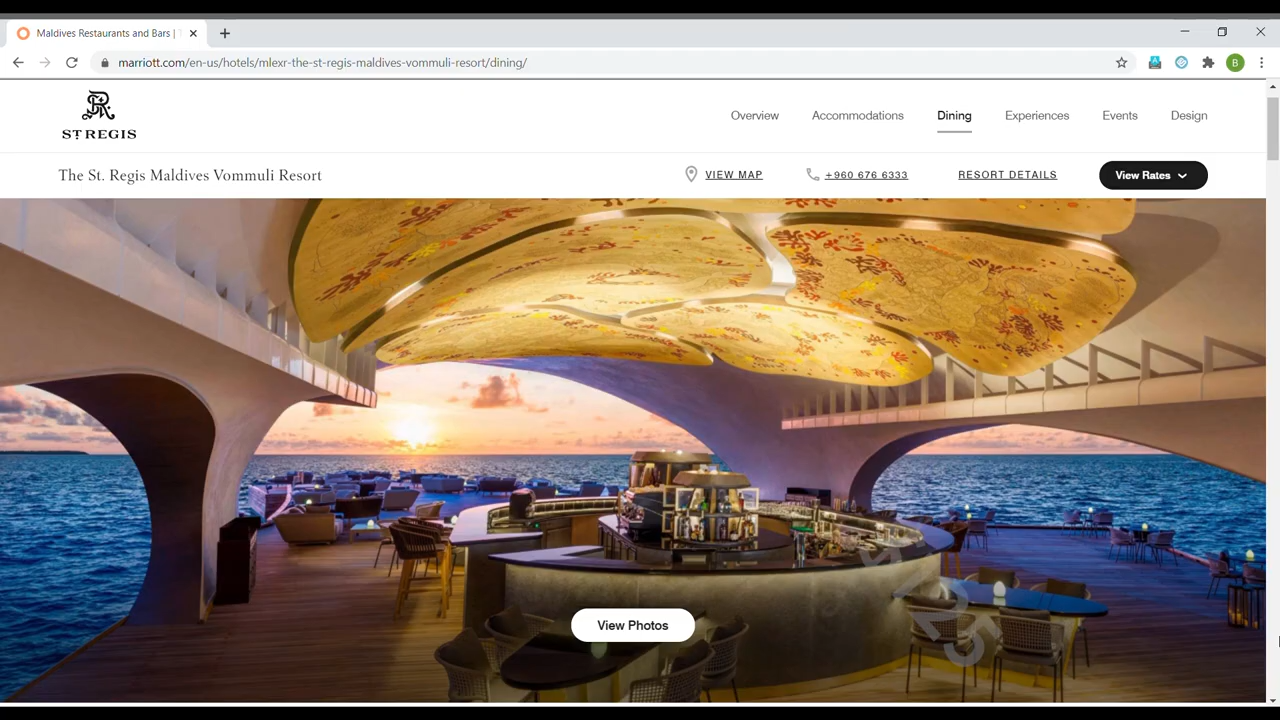 Maldives Restaurants and Bars |
marriott.com/en-us/hotels/mlexr-the-st-regis-maldives-vommuli-resort/dining/
B
ST REGIS
Overview Accommodations Dining Experiences Events Design
The St. Regis Maldives Vommuli Resort
VIEW MAP +960 676 6333 RESORT DETAILS View Rates
View Photos